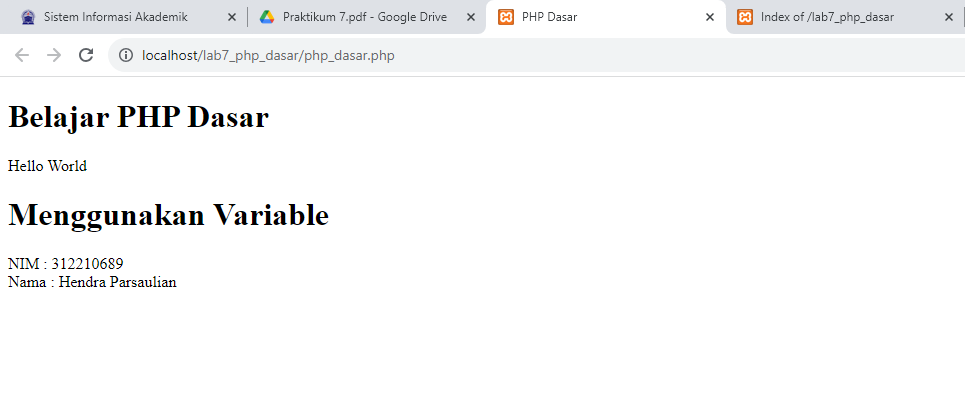 Sistem Informasi Akademik
Praktikum 7.pdf - Google Drive
PHP Dasar
Index of /lab7_php_dasar
localhost/lab7_php_dasar/php_dasar.php
Belajar PHP Dasar
Hello World
Menggunakan Variable
NIM : 312210689
Nama : Hendra Parsaulian